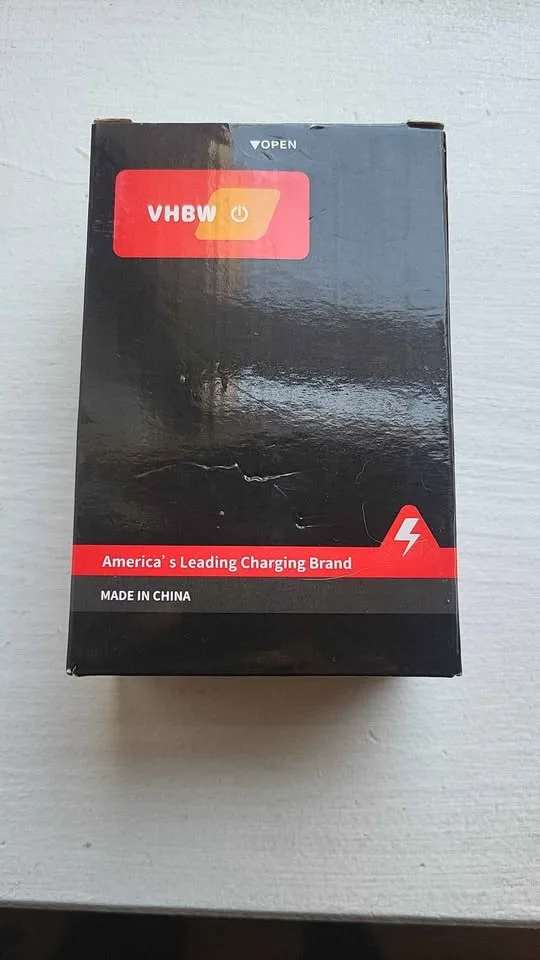 ▼OPEN
VHBW
America's Leading Charging Brand
MADE IN CHINA